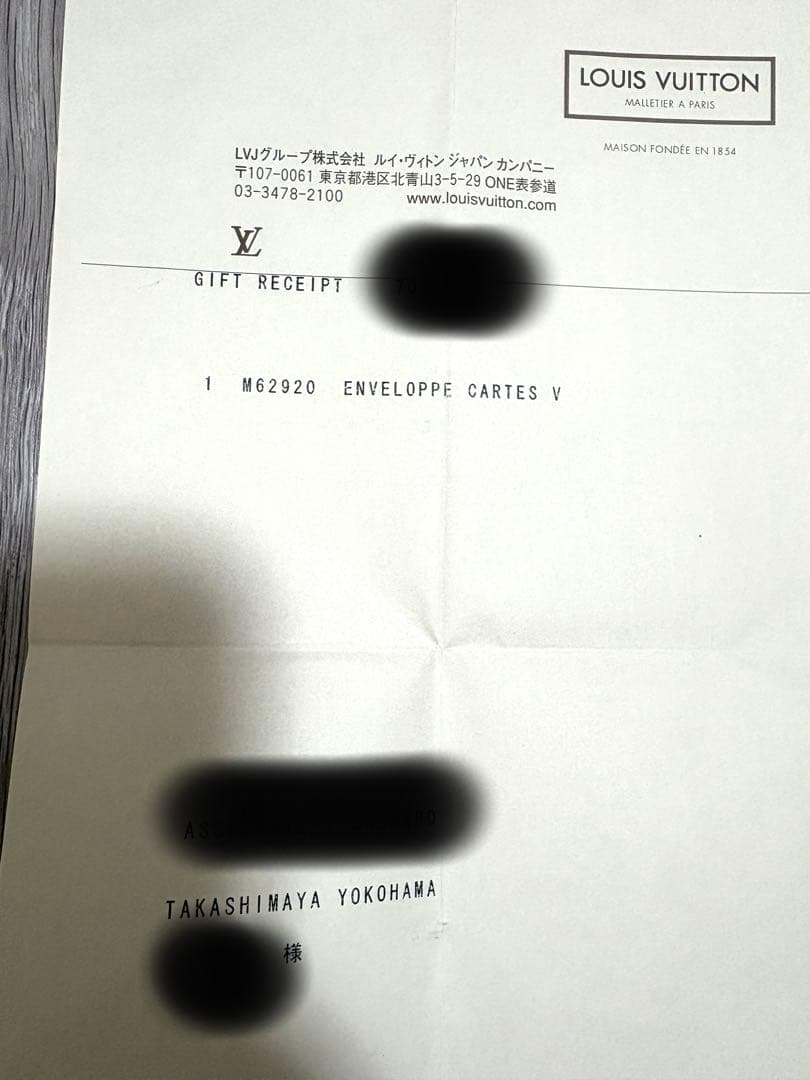 LOUIS VUITTON
MALLETIER A PARIS
MAISON FONDÉE EN 1854
LVJグループ株式会社 ルイ・ヴィトン ジャパン カンパニー
〒107-0061 東京都港区北青山3-5-29 ONE表参道
03-3478-2100 www.louisvuitton.com
LV
GIFT RECEIPT 70
1 M62920 ENVELOPPE CARTES V
TAKASHIMAYA YOKOHAMA
様